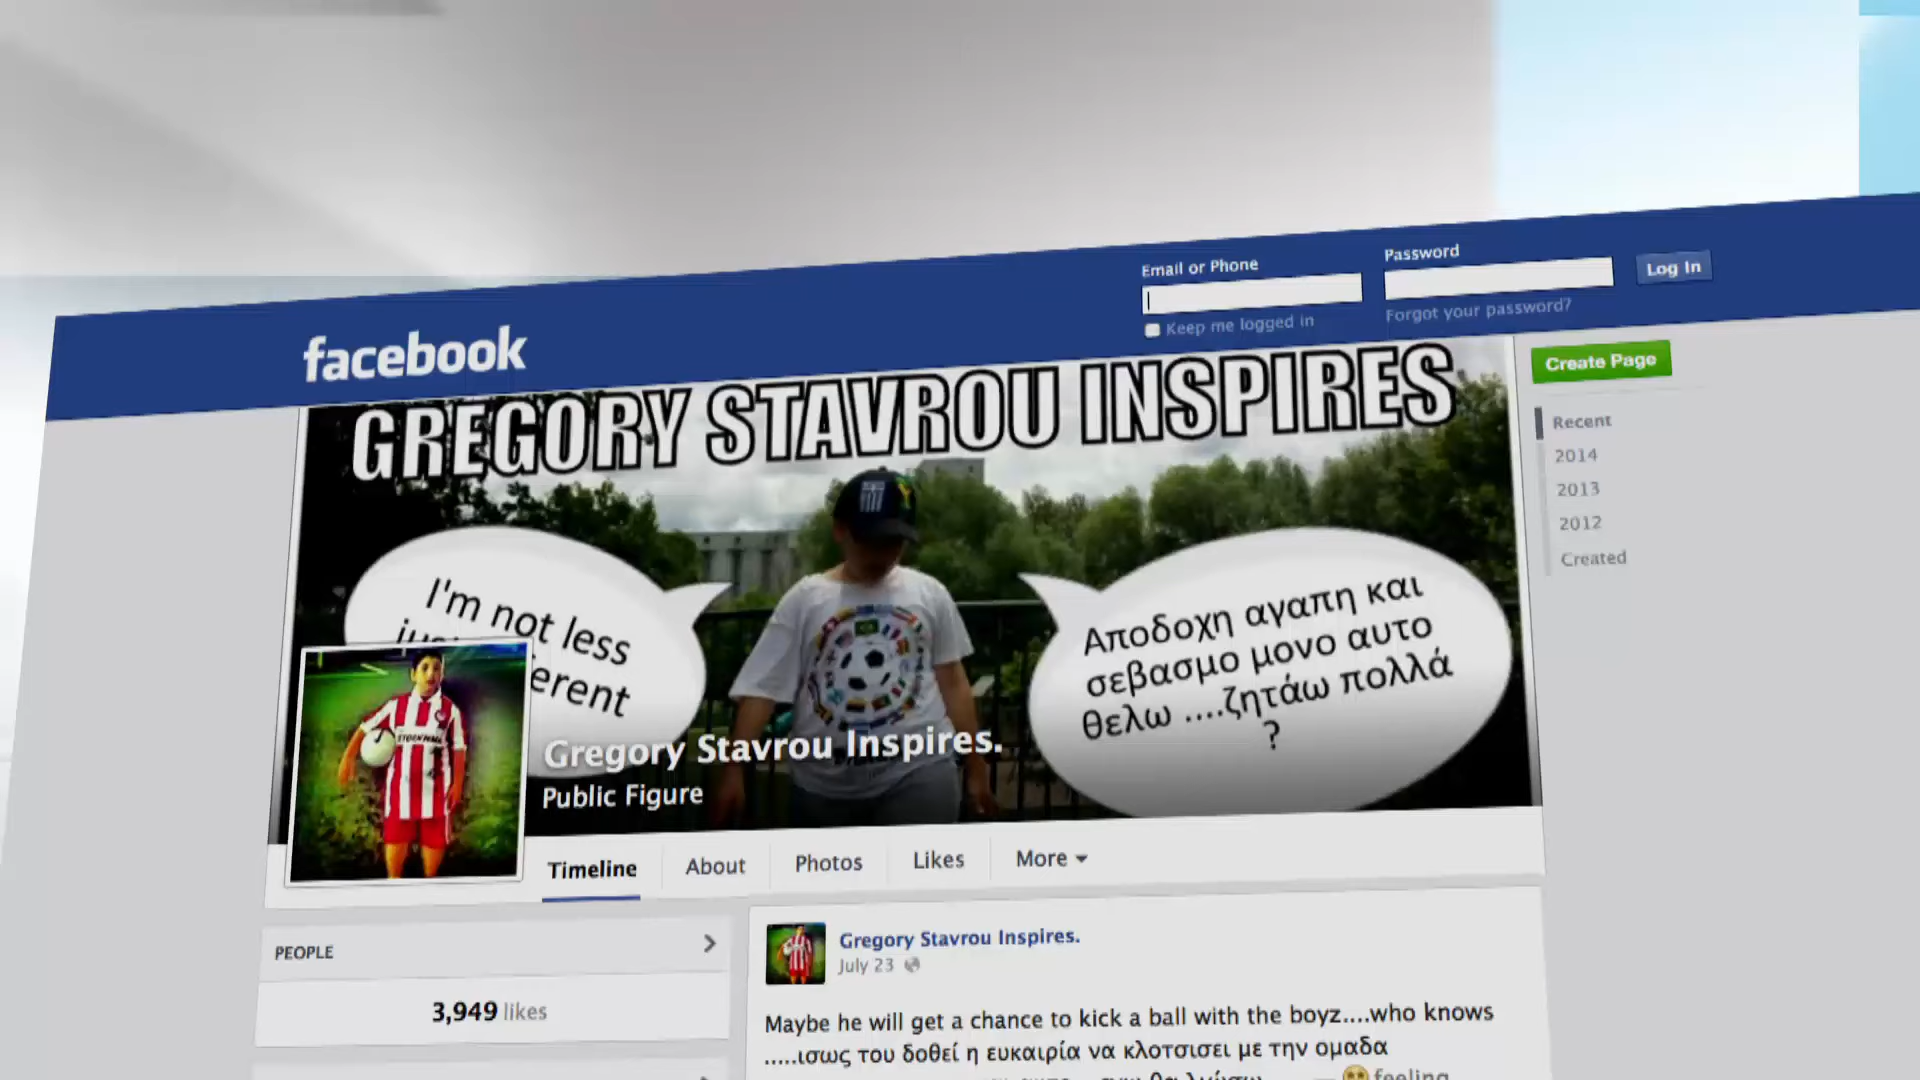 Email or Phone
Password
Log In
Keep me logged in
Forgot your password?
facebook
Create Page
GREGORY STAVROU INSPIRES
Recent
2014
2013
2012
Created
I'm not less
Αποδοχη αγαπη και
σεβασμο μονο αυτο
θελω ....ζητάω πολλά
?
Gregory Stavrou Inspires.
Public Figure
Timeline
About
Photos
Likes
More
PEOPLE
3,949 likes
Gregory Stavrou Inspires.
July 23
Maybe he will get a chance to kick a ball with the boyz....who knows
.....ισως του δοθεί η ευκαιρία να κλοτσισει με την ομαδα
feeling